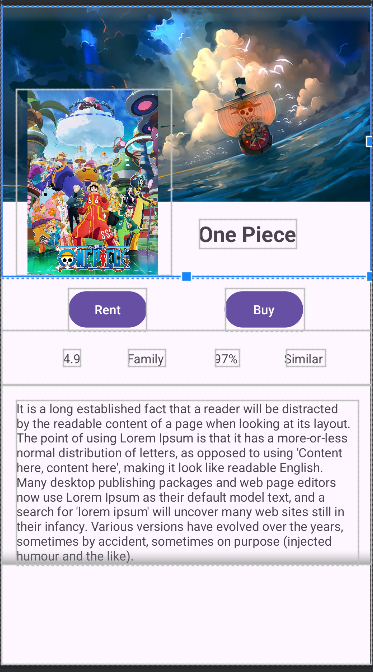 ONE PIECE
One Piece
Rent
Buy
4.9
Family
97%
Similar
It is a long established fact that a reader will be distracted
by the readable content of a page when looking at its layout.
The point of using Lorem Ipsum is that it has a more-or-less
normal distribution of letters, as opposed to using 'Content
here, content here', making it look like readable English.
Many desktop publishing packages and web page editors
now use Lorem Ipsum as their default model text, and a
search for 'lorem ipsum' will uncover many web sites still in
their infancy. Various versions have evolved over the years,
sometimes by accident, sometimes on purpose (injected
humour and the like).